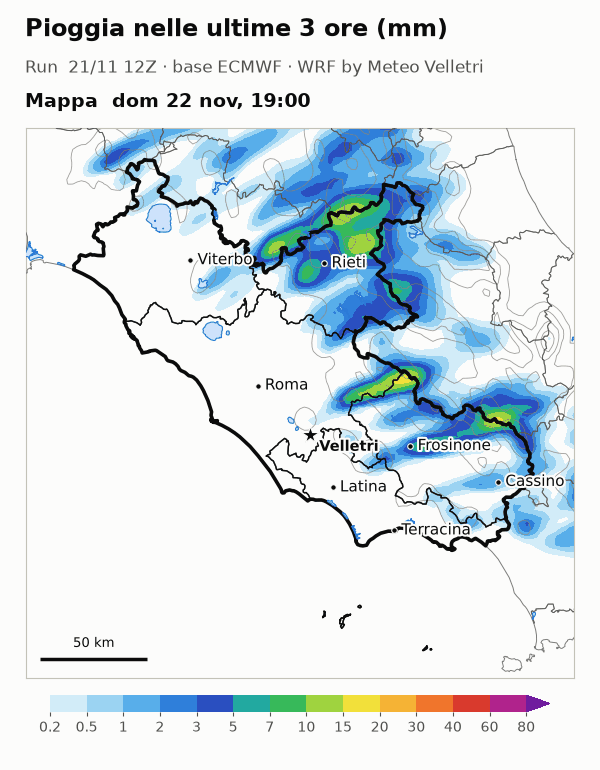 Pioggia nelle ultime 3 ore (mm)
Run  21/11 12Z · base ECMWF · WRF by Meteo Velletri
Mappa  dom 22 nov, 19:00
Viterbo
Rieti
Roma
Velletri
Frosinone
Cassino
Latina
Terracina
50 km
0.2 0.5 1 2 3 5 7 10 15 20 30 40 60 80